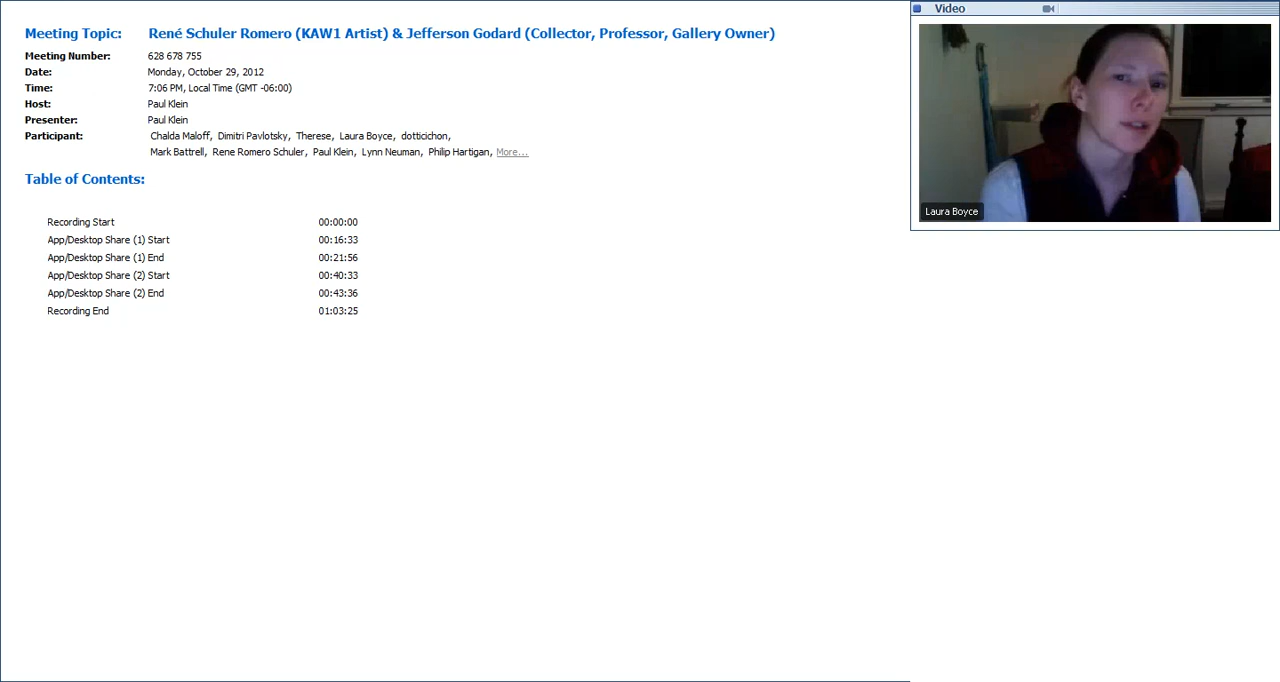 Meeting Topic: René Schuler Romero (KAW1 Artist) & Jefferson Godard (Collector, Professor, Gallery Owner)
Meeting Number: 628 678 755
Date: Monday, October 29, 2012
Time: 7:06 PM, Local Time (GMT -06:00)
Host: Paul Klein
Presenter: Paul Klein
Participant: Chalda Maloff, Dimitri Pavlotsky, Therese, Laura Boyce, dotticichon,
Mark Battrell, Rene Romero Schuler, Paul Klein, Lynn Neuman, Philip Hartigan, More...
Table of Contents:
Recording Start 00:00:00
App/Desktop Share (1) Start 00:16:33
App/Desktop Share (1) End 00:21:56
App/Desktop Share (2) Start 00:40:33
App/Desktop Share (2) End 00:43:36
Recording End 01:03:25
Video
Laura Boyce